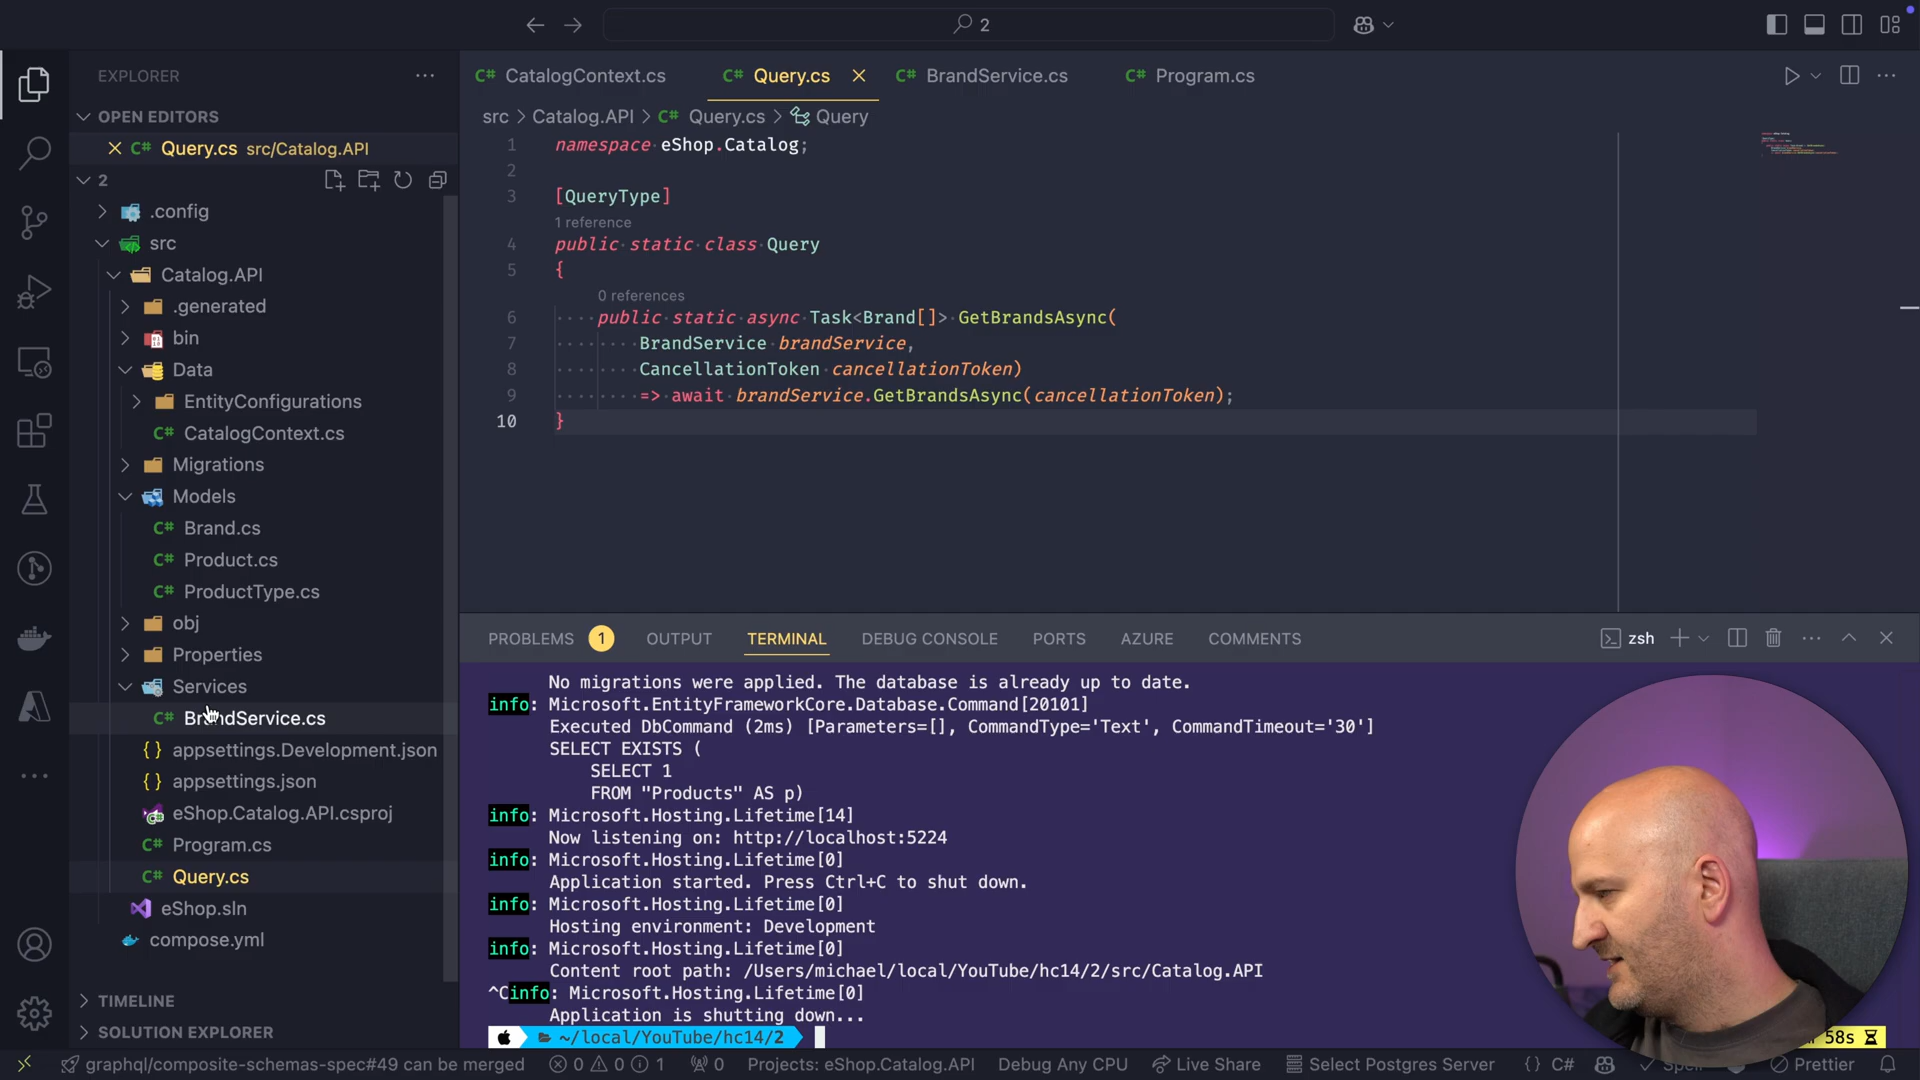 2
EXPLORER
OPEN EDITORS
Query.cs src/Catalog.API
2
.config
src
Catalog.API
.generated
bin
Data
EntityConfigurations
CatalogContext.cs
Migrations
Models
Brand.cs
Product.cs
ProductType.cs
obj
Properties
Services
BrandService.cs
appsettings.Development.json
appsettings.json
eShop.Catalog.API.csproj
Program.cs
Query.cs
eShop.sln
compose.yml
TIMELINE
SOLUTION EXPLORER
CatalogContext.cs Query.cs BrandService.cs Program.cs
src > Catalog.API > Query.cs > Query
1 namespace eShop.Catalog;
2
3 [QueryType]
1 reference
4 public static class Query
5 {
0 references
6 public static async Task<Brand[]> GetBrandsAsync(
7 BrandService brandService,
8 CancellationToken cancellationToken)
9 => await brandService.GetBrandsAsync(cancellationToken);
10 }
PROBLEMS 1 OUTPUT TERMINAL DEBUG CONSOLE PORTS AZURE COMMENTS zsh
No migrations were applied. The database is already up to date.
info: Microsoft.EntityFrameworkCore.Database.Command[20101]
Executed DbCommand (2ms) [Parameters=[], CommandType='Text', CommandTimeout='30']
SELECT EXISTS (
SELECT 1
FROM "Products" AS p)
info: Microsoft.Hosting.Lifetime[14]
Now listening on: http://localhost:5224
info: Microsoft.Hosting.Lifetime[0]
Application started. Press Ctrl+C to shut down.
info: Microsoft.Hosting.Lifetime[0]
Hosting environment: Development
info: Microsoft.Hosting.Lifetime[0]
Content root path: /Users/michael/local/YouTube/hc14/2/src/Catalog.API
^Cinfo: Microsoft.Hosting.Lifetime[0]
Application is shutting down...
~/local/YouTube/hc14/2 58s
graphql/composite-schemas-spec#49 can be merged 0 0 1 0 Projects: eShop.Catalog.API Debug Any CPU Live Share Select Postgres Server {} C# Spell Prettier